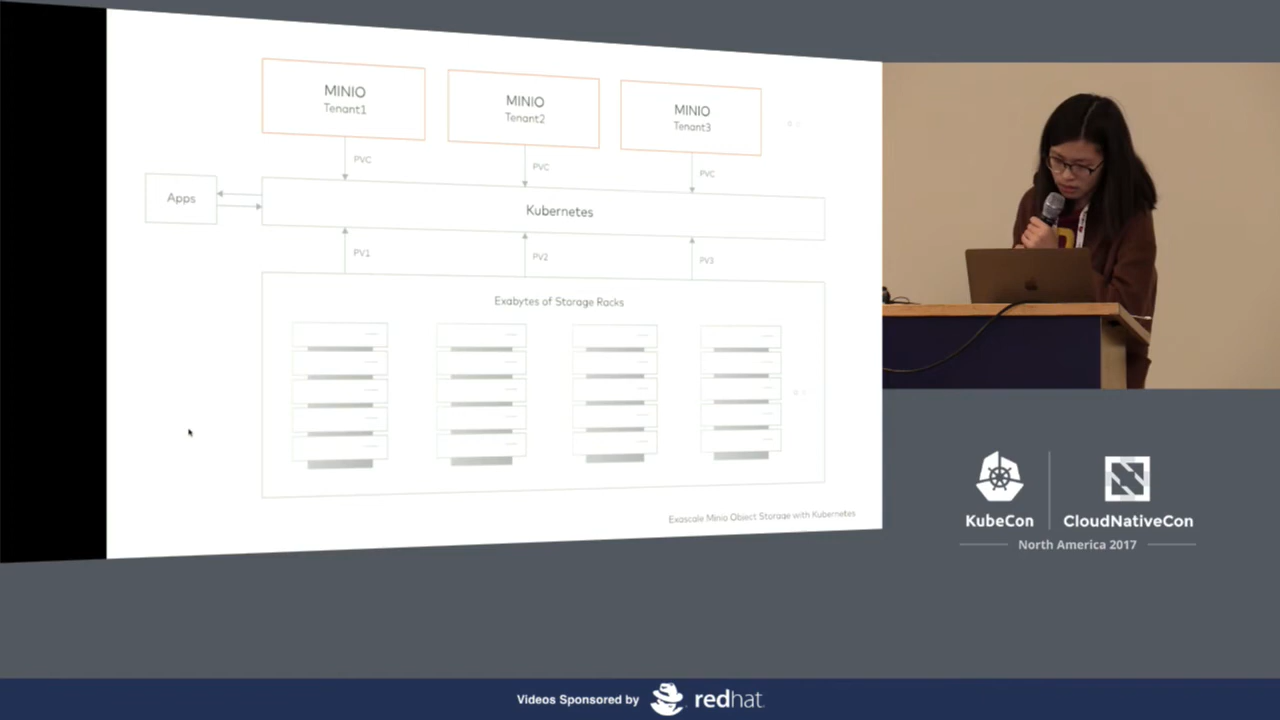 MINIO
Tenant1
MINIO
Tenant2
MINIO
Tenant3
PVC
PVC
PVC
Apps
Kubernetes
PV1
PV2
PV3
Exabytes of Storage Racks
Exascale Minio Object Storage with Kubernetes
KubeCon
CloudNativeCon
North America 2017
Videos Sponsored by
redhat.